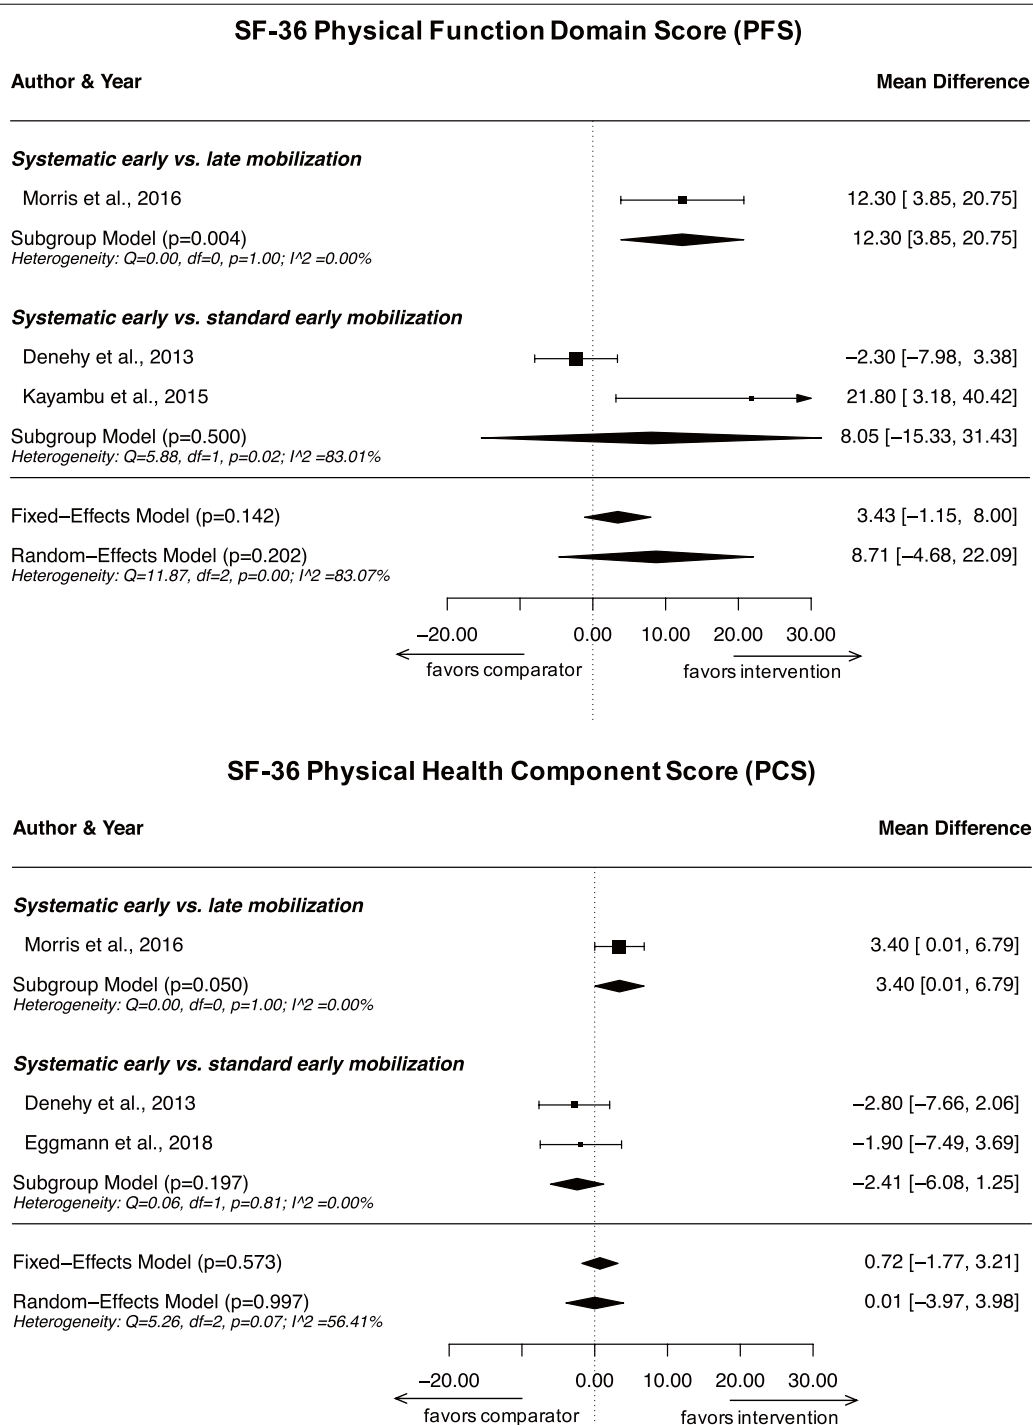 SF-36 Physical Function Domain Score (PFS)
Author & Year Mean Difference
Systematic early vs. late mobilization
Morris et al., 2016 12.30 [ 3.85, 20.75]
Subgroup Model (p=0.004) 12.30 [3.85, 20.75]
Heterogeneity: Q=0.00, df=0, p=1.00; I^2 =0.00%
Systematic early vs. standard early mobilization
Denehy et al., 2013 −2.30 [−7.98, 3.38]
Kayambu et al., 2015 21.80 [ 3.18, 40.42]
Subgroup Model (p=0.500) 8.05 [−15.33, 31.43]
Heterogeneity: Q=5.88, df=1, p=0.02; I^2 =83.01%
Fixed−Effects Model (p=0.142) 3.43 [−1.15, 8.00]
Random−Effects Model (p=0.202) 8.71 [−4.68, 22.09]
Heterogeneity: Q=11.87, df=2, p=0.00; I^2 =83.07%
−20.00 0.00 10.00 20.00 30.00
favors comparator favors intervention
SF-36 Physical Health Component Score (PCS)
Author & Year Mean Difference
Systematic early vs. late mobilization
Morris et al., 2016 3.40 [ 0.01, 6.79]
Subgroup Model (p=0.050) 3.40 [0.01, 6.79]
Heterogeneity: Q=0.00, df=0, p=1.00; I^2 =0.00%
Systematic early vs. standard early mobilization
Denehy et al., 2013 −2.80 [−7.66, 2.06]
Eggmann et al., 2018 −1.90 [−7.49, 3.69]
Subgroup Model (p=0.197) −2.41 [−6.08, 1.25]
Heterogeneity: Q=0.06, df=1, p=0.81; I^2 =0.00%
Fixed−Effects Model (p=0.573) 0.72 [−1.77, 3.21]
Random−Effects Model (p=0.997) 0.01 [−3.97, 3.98]
Heterogeneity: Q=5.26, df=2, p=0.07; I^2 =56.41%
−20.00 0.00 10.00 20.00 30.00
favors comparator favors intervention